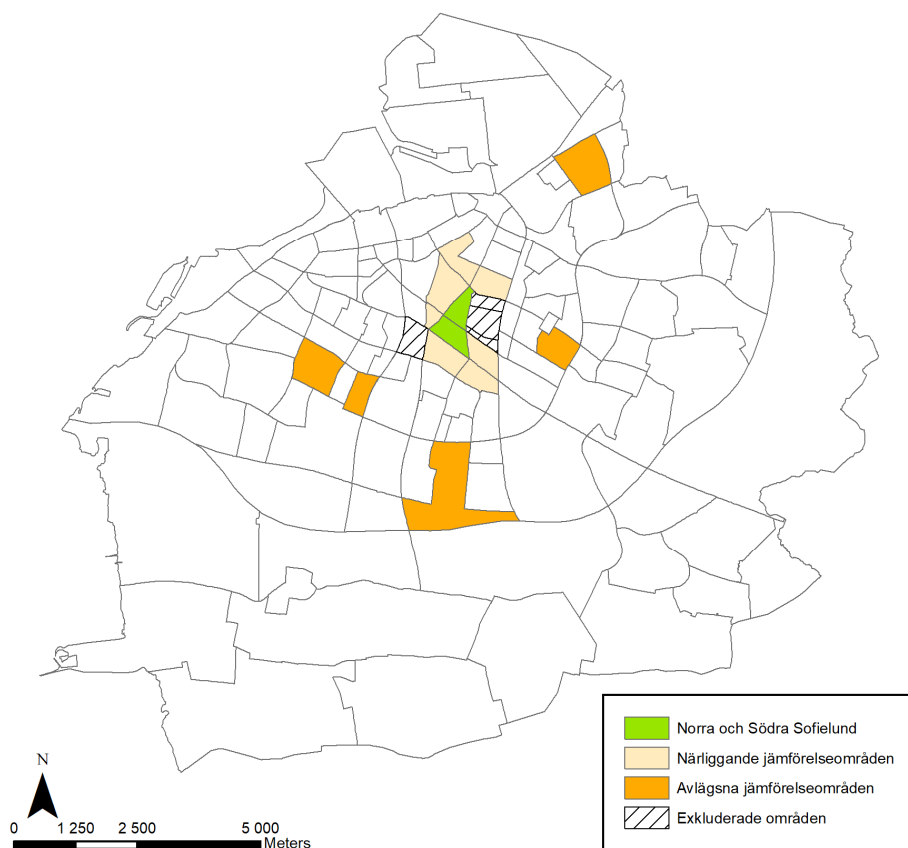 Norra och Södra Sofielund
Närliggande jämförelseområden
Avlägsna jämförelseområden
Exkluderade områden
N
0 1 250 2 500 5 000
Meters